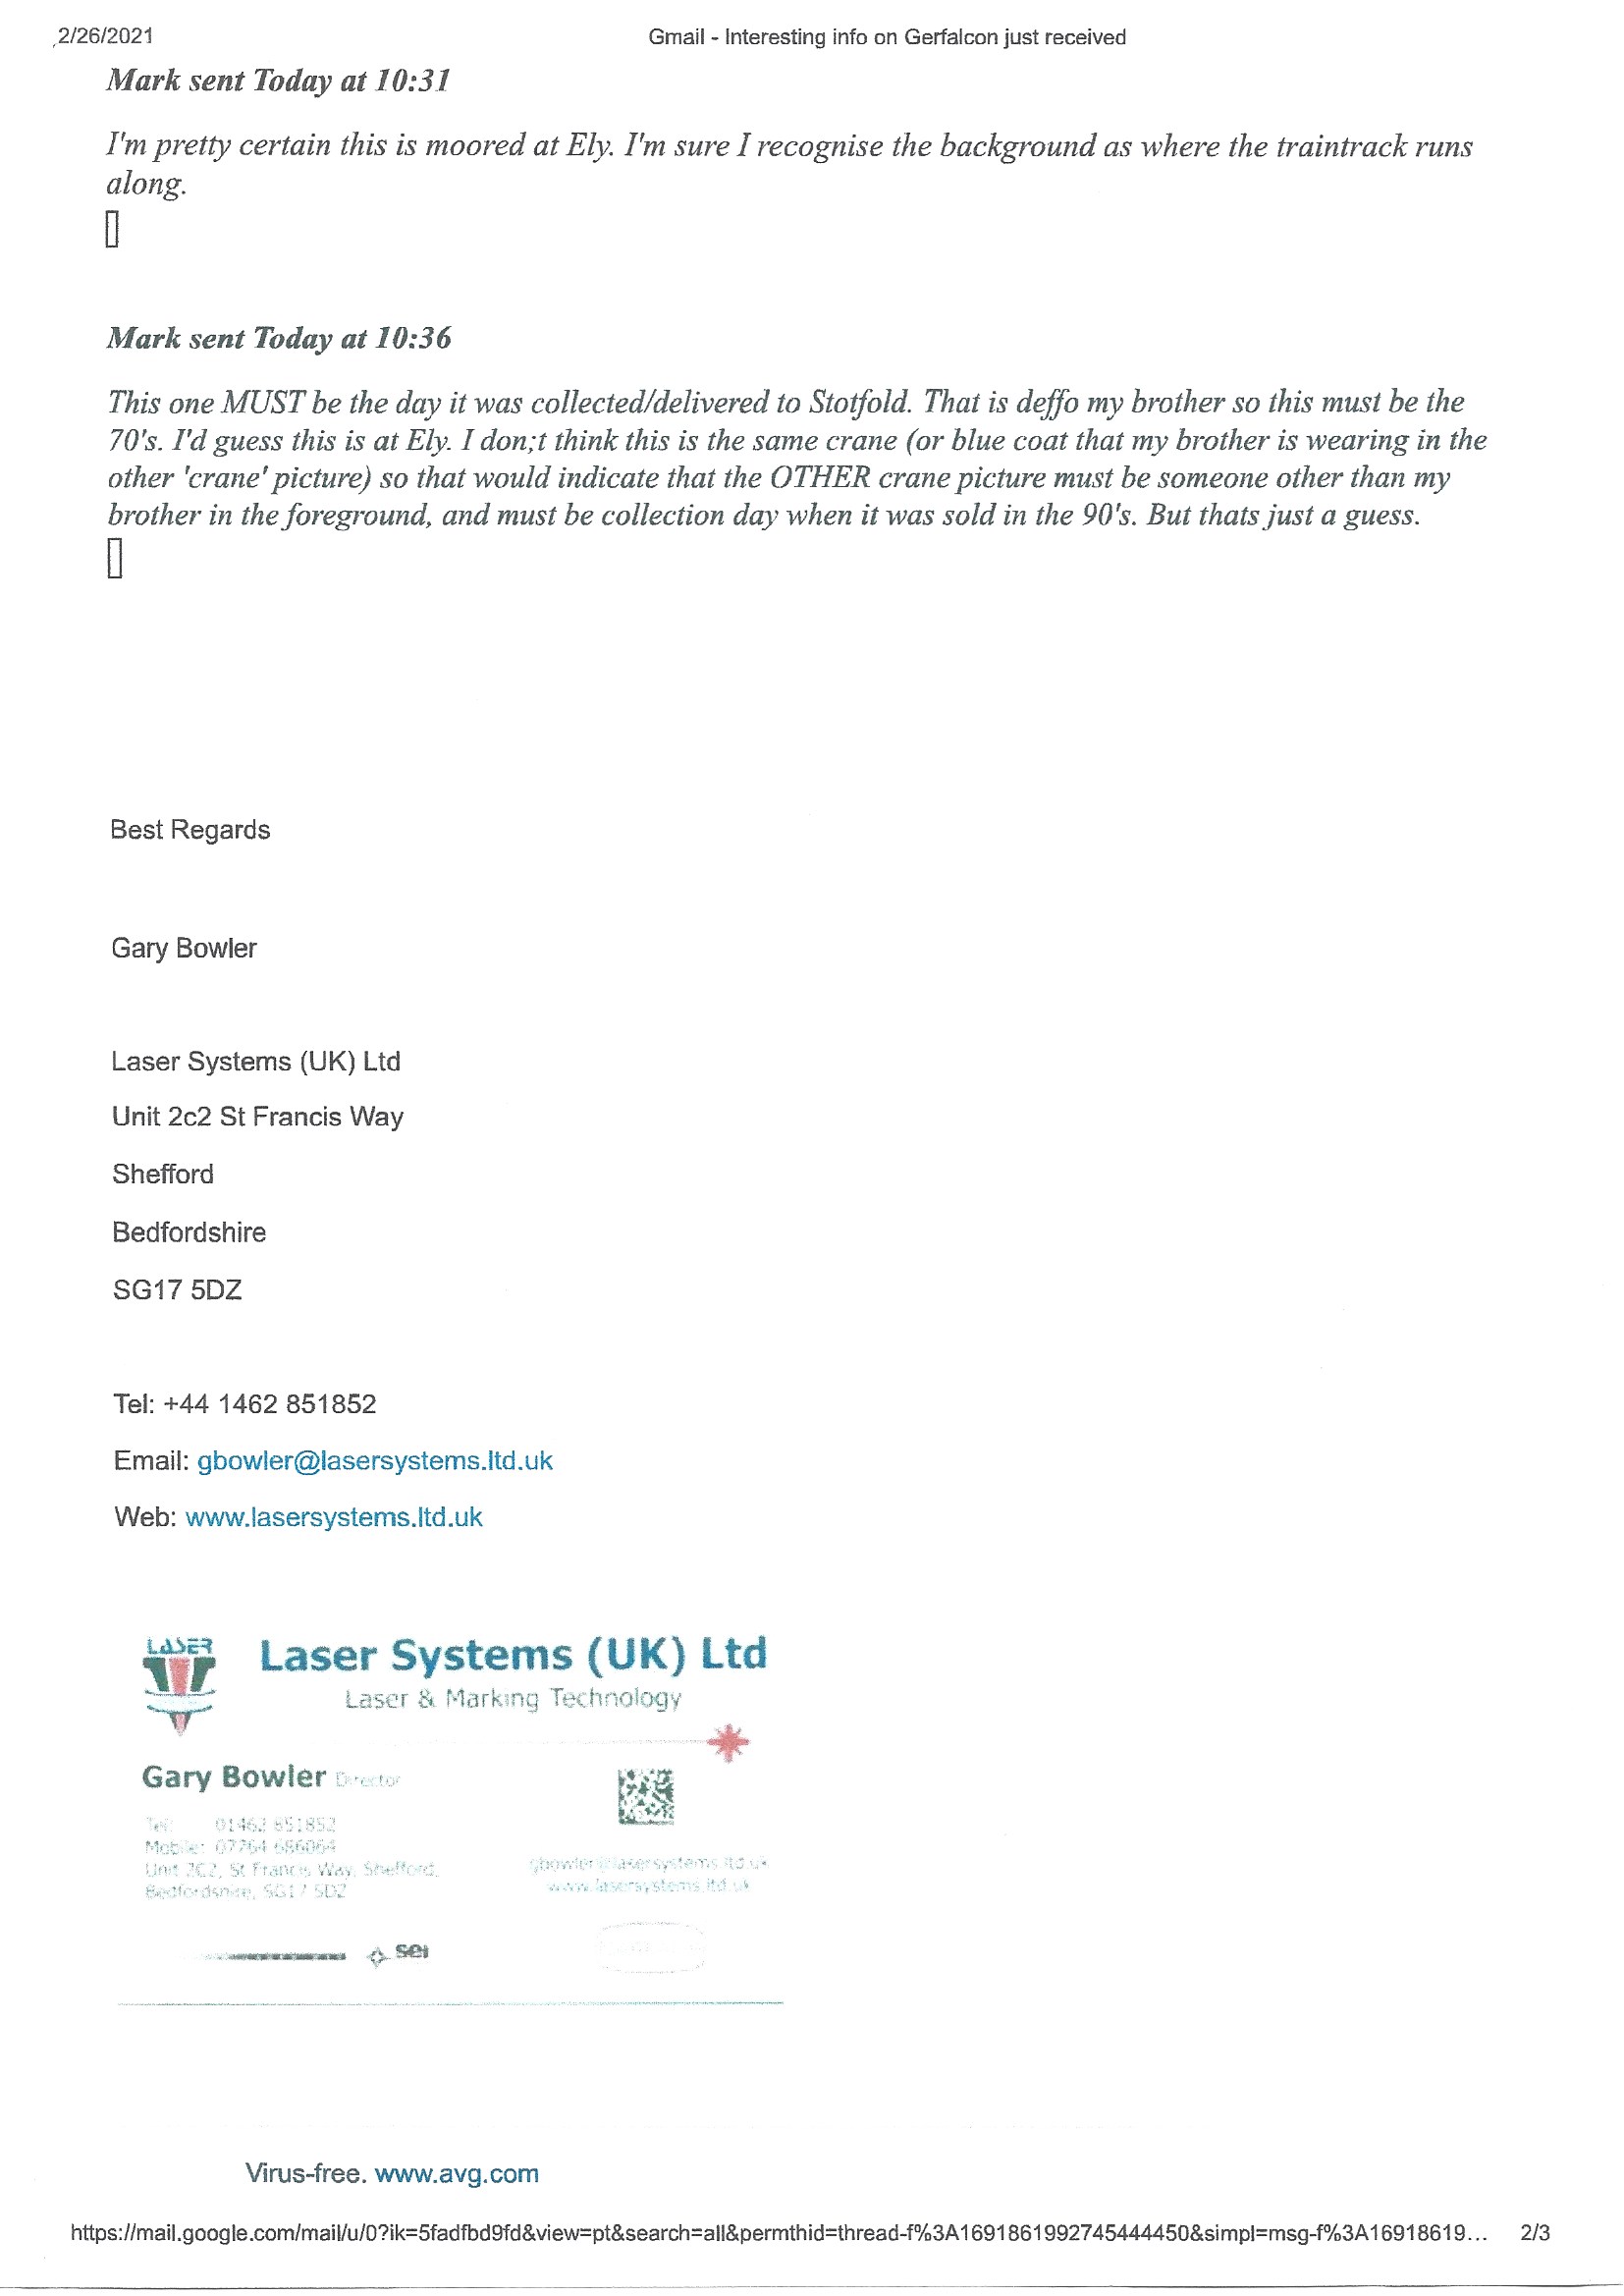 2/26/2021
Gmail - Interesting info on Gerfalcon just received
Mark sent Today at 10:31
I'm pretty certain this is moored at Ely. I'm sure I recognise the background as where the traintrack runs
along.
Mark sent Today at 10:36
This one MUST be the day it was collected/delivered to Stotfold. That is deffo my brother so this must be the
70's. I'd guess this is at Ely. I don;t think this is the same crane (or blue coat that my brother is wearing in the
other 'crane' picture) so that would indicate that the OTHER crane picture must be someone other than my
brother in the foreground, and must be collection day when it was sold in the 90's. But thats just a guess.
Best Regards
Gary Bowler
Laser Systems (UK) Ltd
Unit 2c2 St Francis Way
Shefford
Bedfordshire
SG17 5DZ
Tel: +44 1462 851852
Email: gbowler@lasersystems.ltd.uk
Web: www.lasersystems.ltd.uk
LASER
Laser Systems (UK) Ltd
Laser & Marking Technology
Gary Bowler Director
Tel: 01462 851852
Mobile: 07764 686064
Unit 2C2, St Francis Way, Shefford,
Bedfordshire, SG17 5DZ
gbowler@lasersystems.ltd.uk
www.lasersystems.ltd.uk
sei
Virus-free. www.avg.com
https://mail.google.com/mail/u/0?ik=5fadfbd9fd&view=pt&search=all&permthid=thread-f%3A1691861992745444450&simpl=msg-f%3A16918619... 2/3